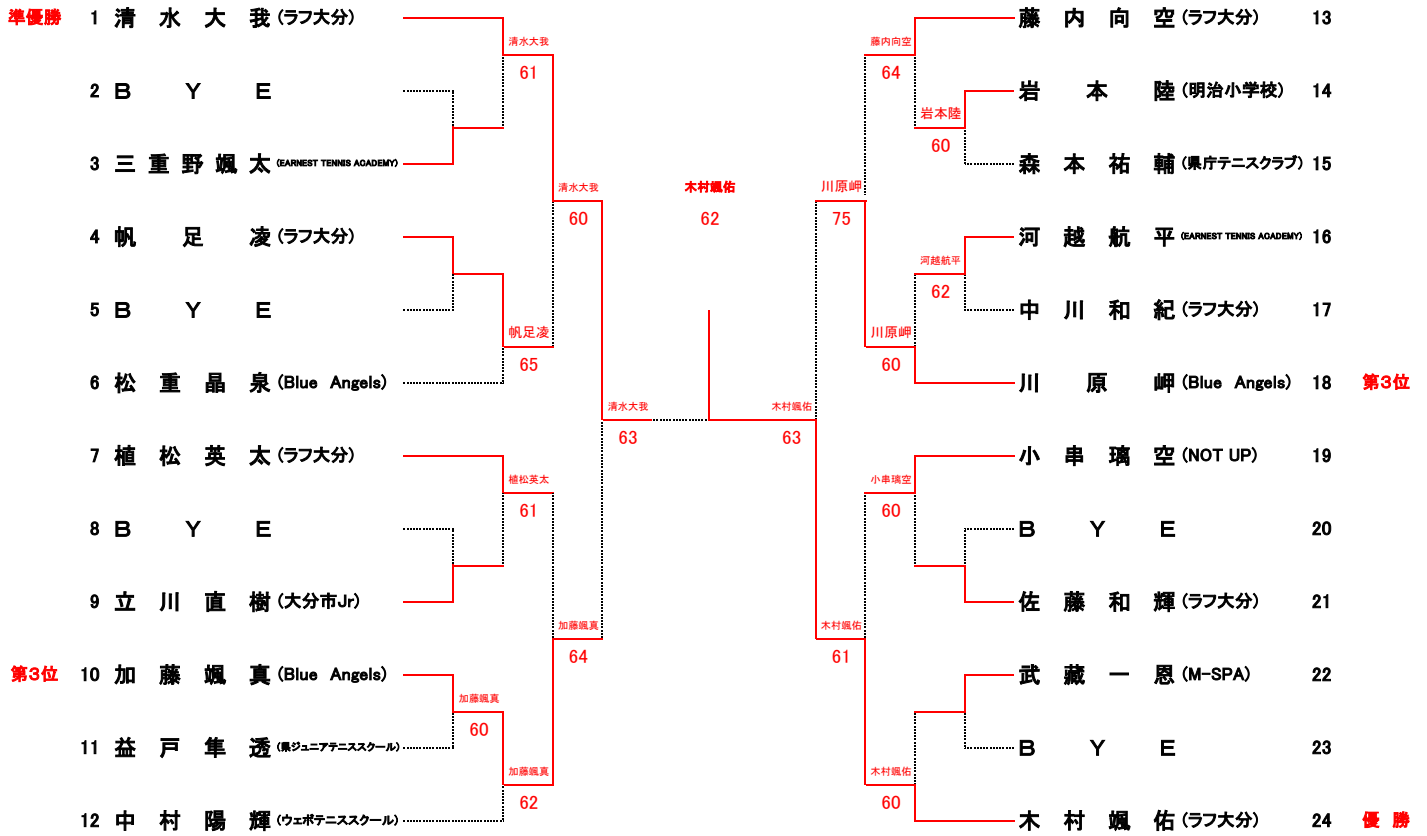 準優勝 1 清水大我 (ラフ大分)
清水大我
61
2 BYE
3 三重野颯太 (EARNEST TENNIS ACADEMY)
清水大我
60
4 帆足凌 (ラフ大分)
5 BYE
帆足凌
65
6 松重晶泉 (Blue Angels)
清水大我
63
7 植松英太 (ラフ大分)
植松英太
61
8 BYE
9 立川直樹 (大分市Jr)
加藤颯真
64
第3位 10 加藤颯真 (Blue Angels)
加藤颯真
60
11 益戸隼透 (県ジュニアテニススクール)
加藤颯真
62
12 中村陽輝 (ウェポテニススクール)
木村颯佑
62
藤内向空 (ラフ大分) 13
藤内向空
64
岩本陸 (明治小学校) 14
岩本陸
60
森本祐輔 (県庁テニスクラブ) 15
川原岬
75
河越航平 (EARNEST TENNIS ACADEMY) 16
河越航平
62
中川和紀 (ラフ大分) 17
川原岬
60
川原岬 (Blue Angels) 18 第3位
木村颯佑
63
小串璃空 (NOT UP) 19
小串璃空
60
BYE 20
佐藤和輝 (ラフ大分) 21
木村颯佑
61
武蔵一恩 (M-SPA) 22
BYE 23
木村颯佑
60
木村颯佑 (ラフ大分) 24 優勝